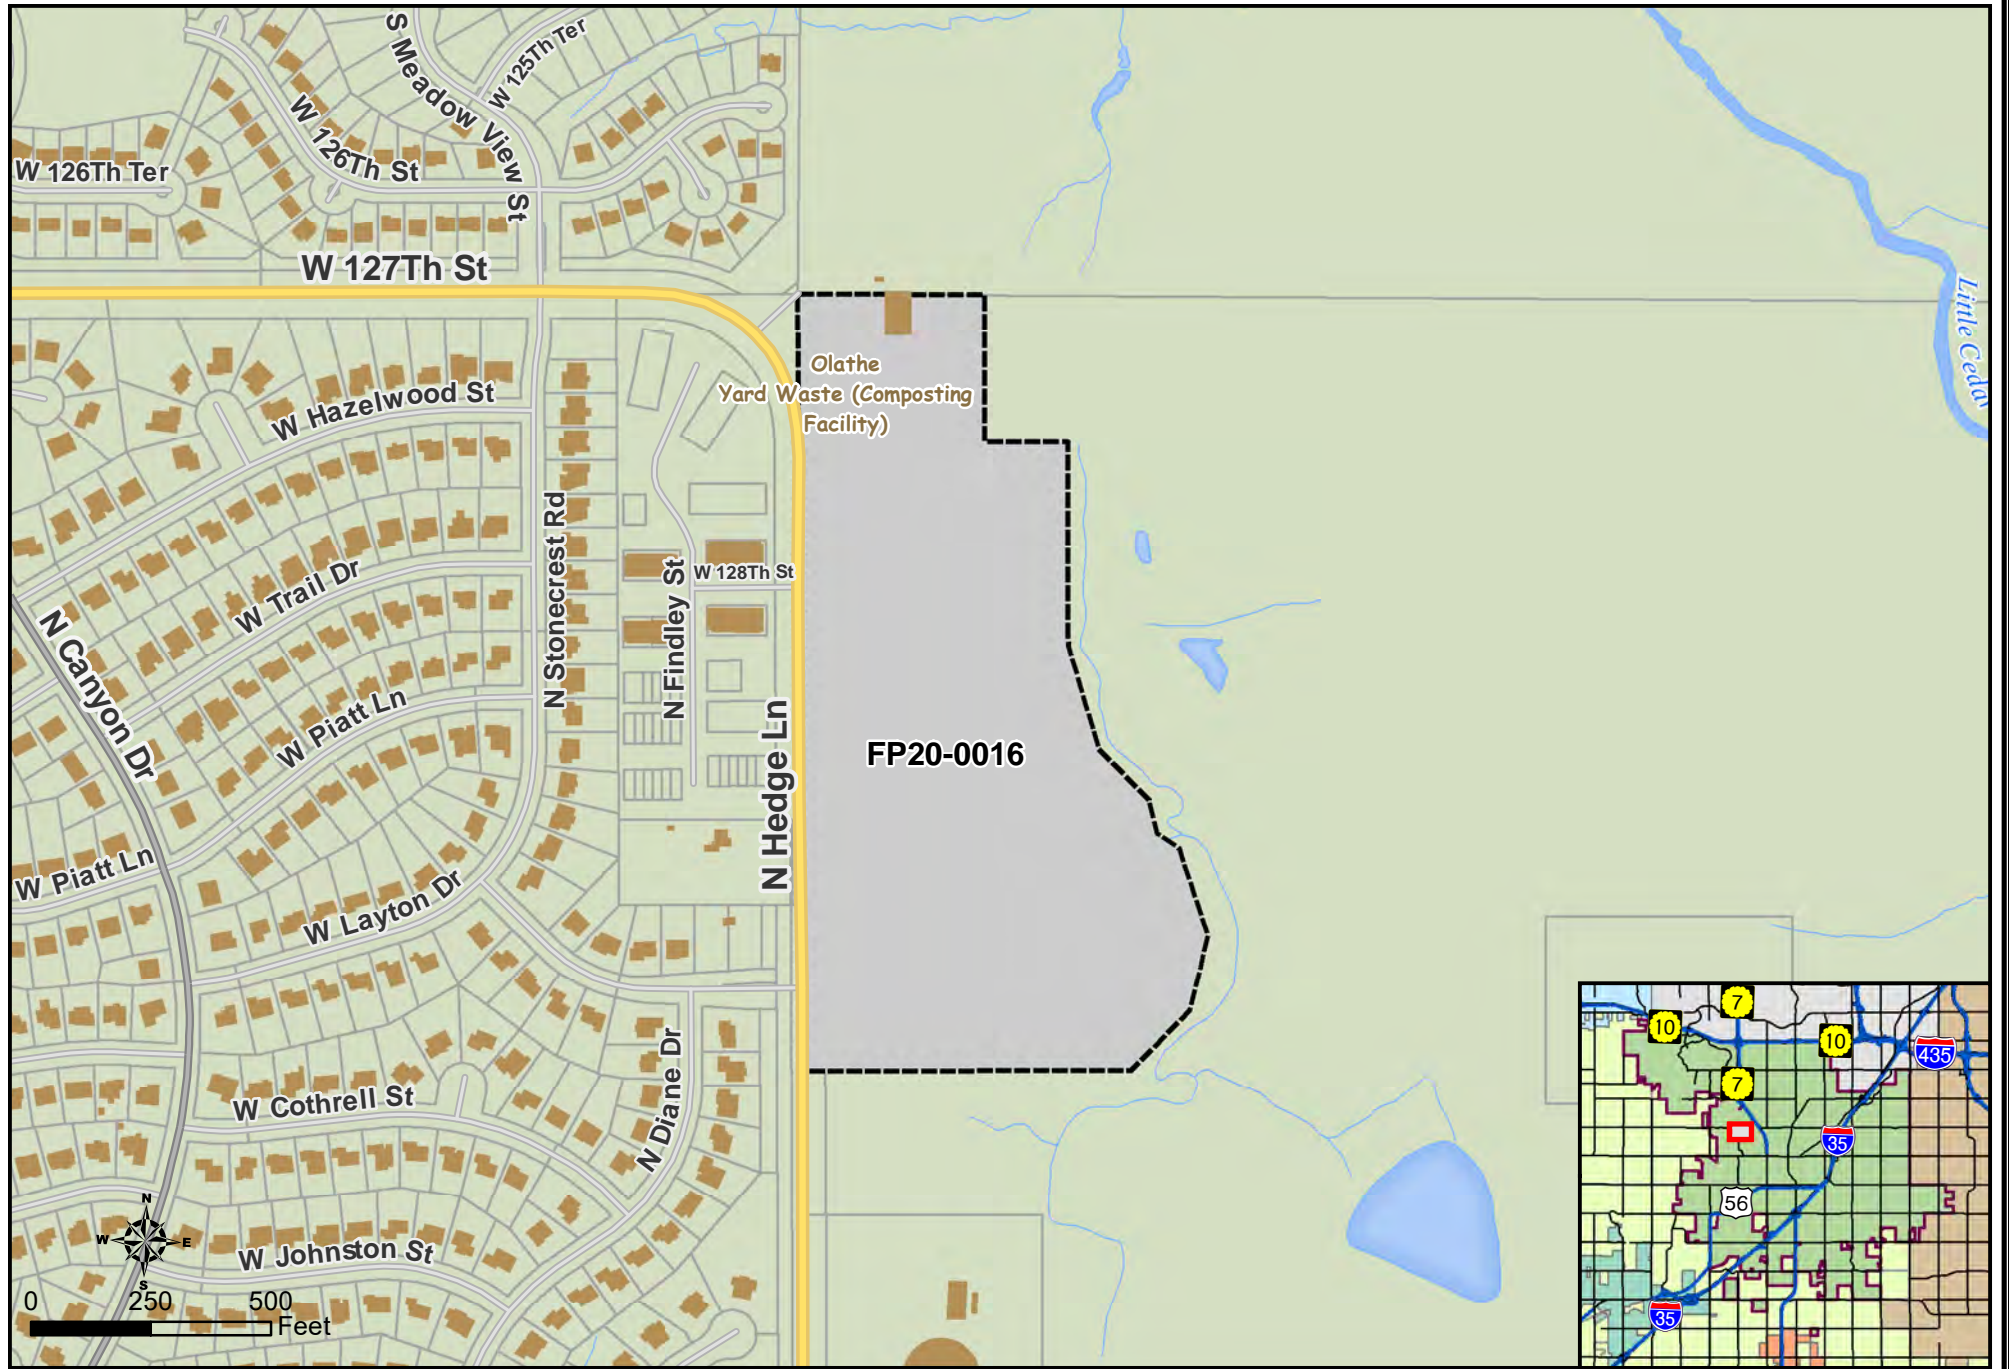 S Meadow View St
W 125Th Ter
W 126Th St
W 126Th Ter
W 127Th St
Little Cedar
Olathe
Yard Waste (Composting
Facility)
W Hazelwood St
N Stonecrest Rd
W Trail Dr
W 128Th St
N Findley St
N Canyon Dr
W Piatt Ln
N Hedge Ln
FP20-0016
W Piatt Ln
W Layton Dr
N Diane Dr
W Cothrell St
W Johnston St
N
W
E
S
0
250
500
Feet
7
10
10
435
7
35
56
35